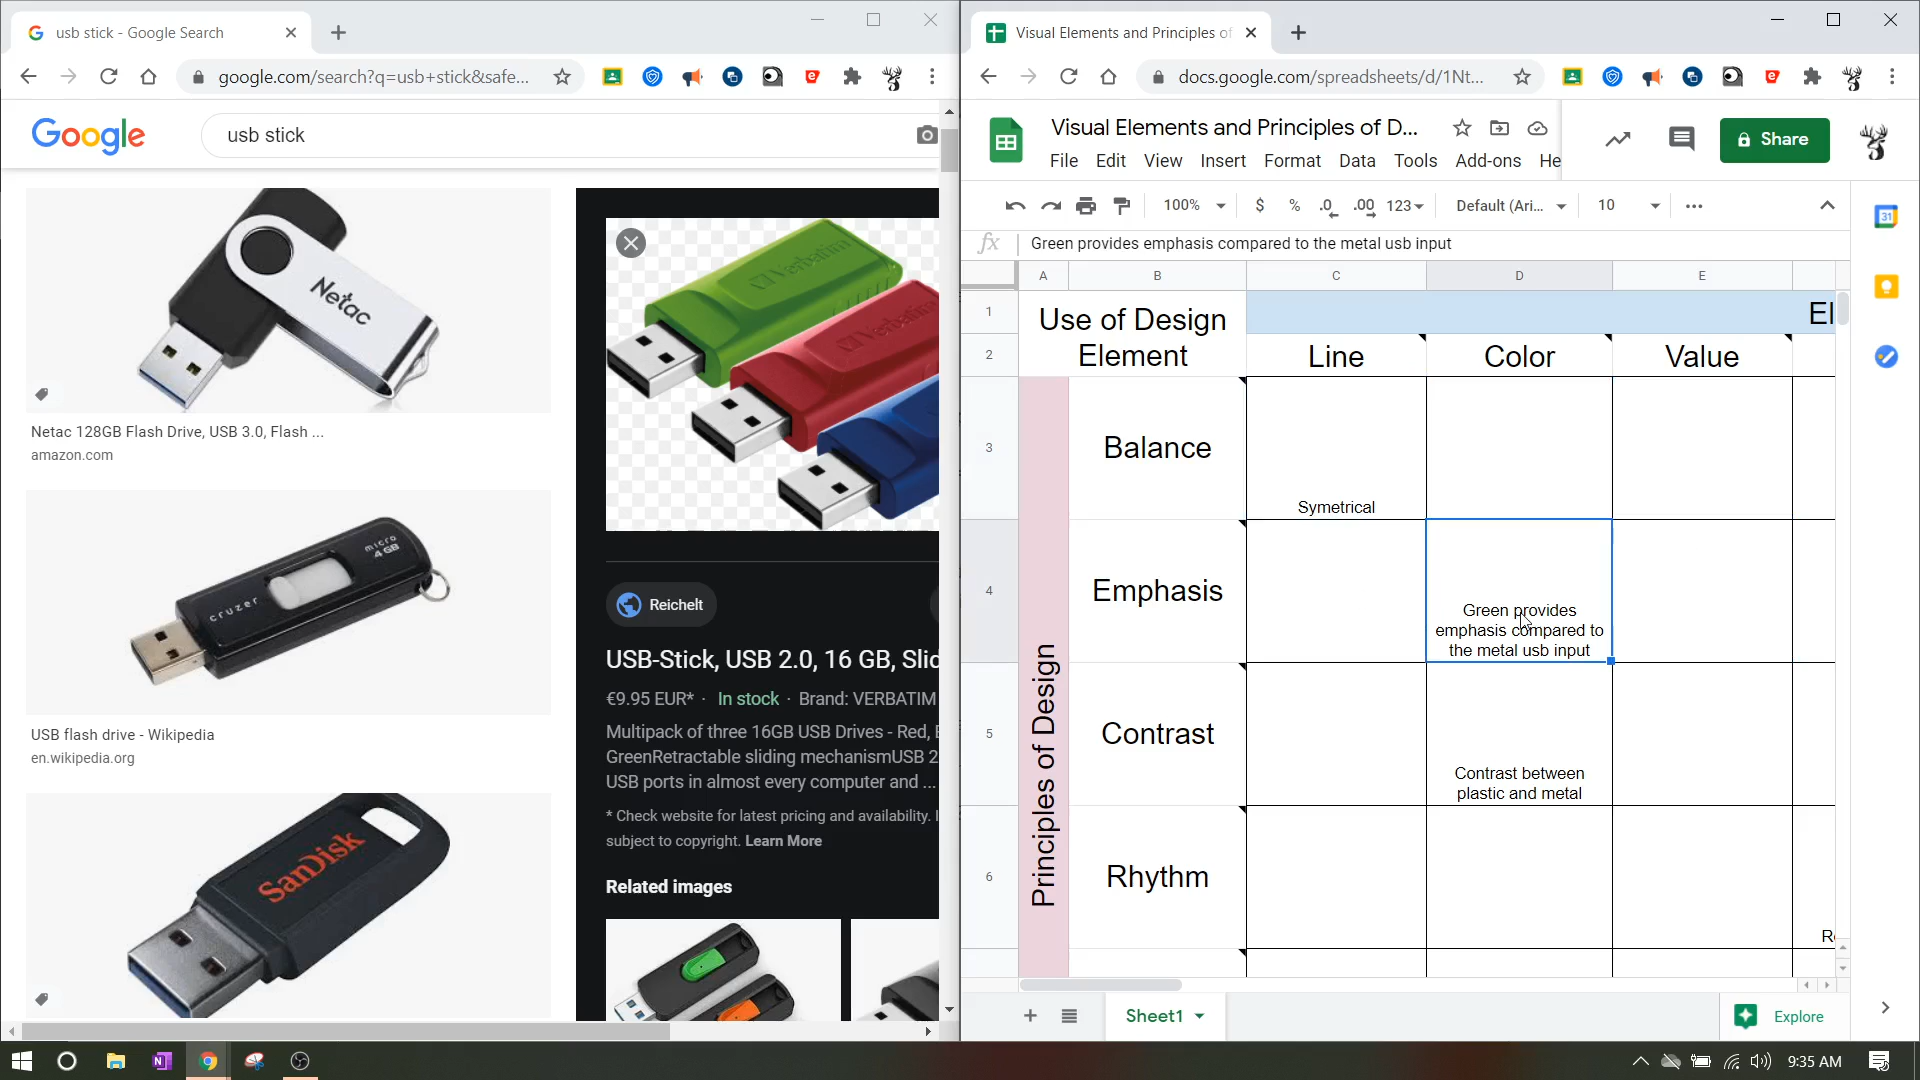 usb stick - Google Search
google.com/search?q=usb+stick&safe...
Google
usb stick
Netac
Netac 128GB Flash Drive, USB 3.0, Flash ...
amazon.com
cruzer
micro
4 GB
USB flash drive - Wikipedia
en.wikipedia.org
SanDisk
Verbatim
Verbatim
Reichelt
USB-Stick, USB 2.0, 16 GB, Slid
€9.95 EUR* · In stock · Brand: VERBATIM
Multipack of three 16GB USB Drives - Red,
GreenRetractable sliding mechanismUSB 2
USB ports in almost every computer and ...
* Check website for latest pricing and availability.
subject to copyright. Learn More
Related images
Visual Elements and Principles of
docs.google.com/spreadsheets/d/1Nt...
Visual Elements and Principles of D...
File Edit View Insert Format Data Tools Add-ons He
Share
100% $ % .0 .00 123 Default (Ari... 10 ...
fx Green provides emphasis compared to the metal usb input
A B C D E
1 Use of Design El
2 Element Line Color Value
Principles of Design
3 Balance
Symetrical
4 Emphasis
Green provides
emphasis compared to
the metal usb input
5 Contrast
Contrast between
plastic and metal
6 Rhythm
R
Sheet1
Explore
31
9:35 AM